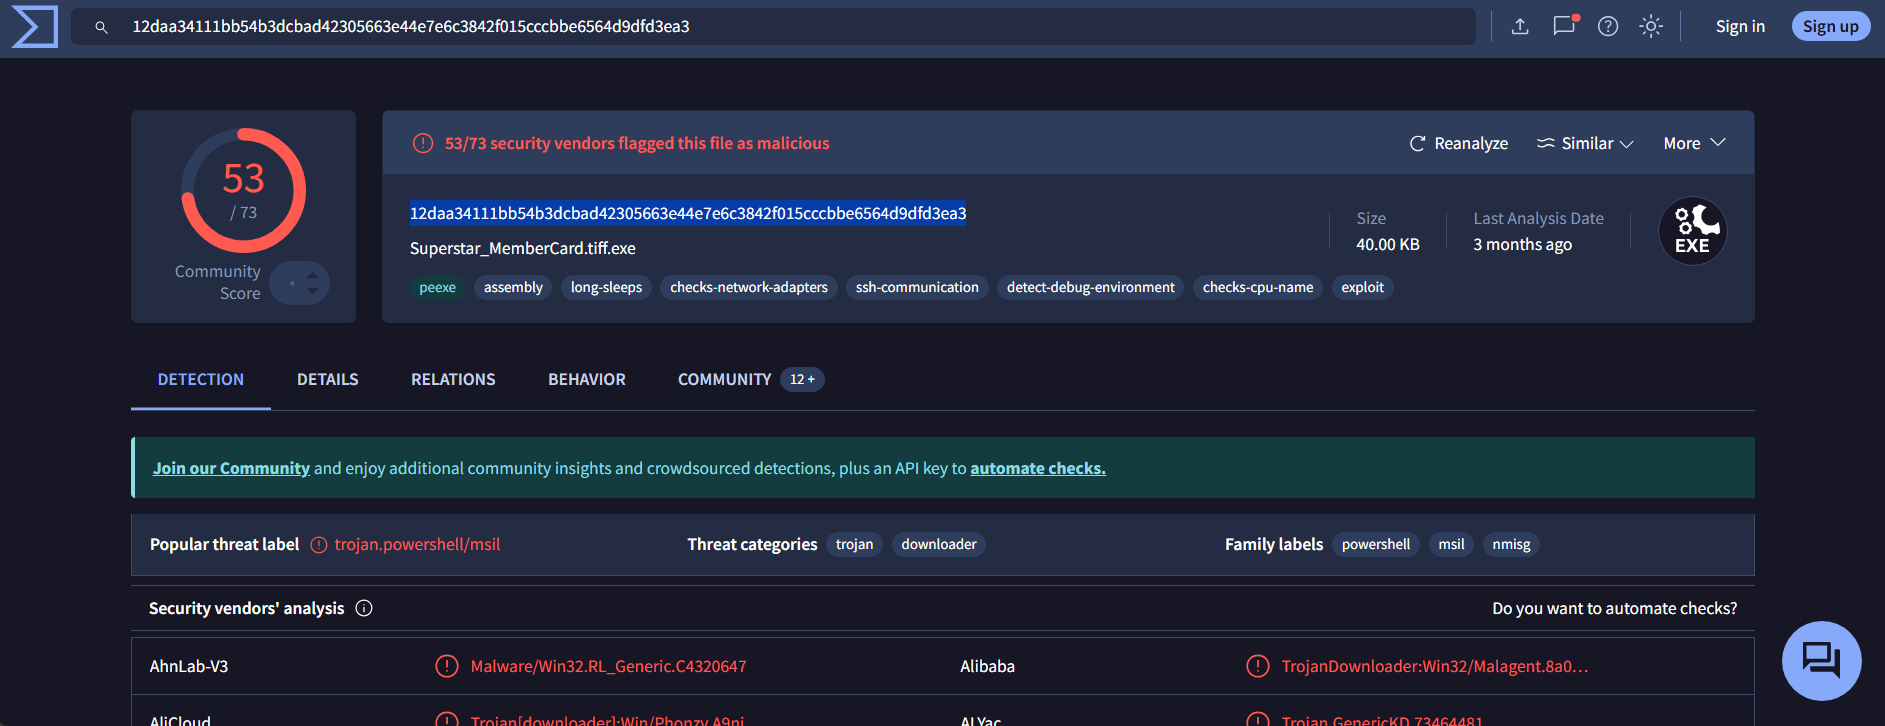 12daa34111bb54b3dcbad42305663e44e7e6c3842f015cccbbe6564d9dfd3ea3
Sign in
Sign up
53
/ 73
Community
Score
53/73 security vendors flagged this file as malicious
Reanalyze
Similar
More
12daa34111bb54b3dcbad42305663e44e7e6c3842f015cccbbe6564d9dfd3ea3
Superstar_MemberCard.tiff.exe
peexe
assembly
long-sleeps
checks-network-adapters
ssh-communication
detect-debug-environment
checks-cpu-name
exploit
Size
40.00 KB
Last Analysis Date
3 months ago
EXE
DETECTION
DETAILS
RELATIONS
BEHAVIOR
COMMUNITY
12 +
Join our Community and enjoy additional community insights and crowdsourced detections, plus an API key to automate checks.
Popular threat label
trojan.powershell/msil
Threat categories
trojan
downloader
Family labels
powershell
msil
nmisg
Security vendors' analysis
Do you want to automate checks?
AhnLab-V3
Malware/Win32.RL_Generic.C4320647
Alibaba
TrojanDownloader:Win32/Malagent.8a0…
AliCloud
Trojan[downloader]:Win/Phonzy.A9nj
ALYac
Trojan.GenericKD.73464481